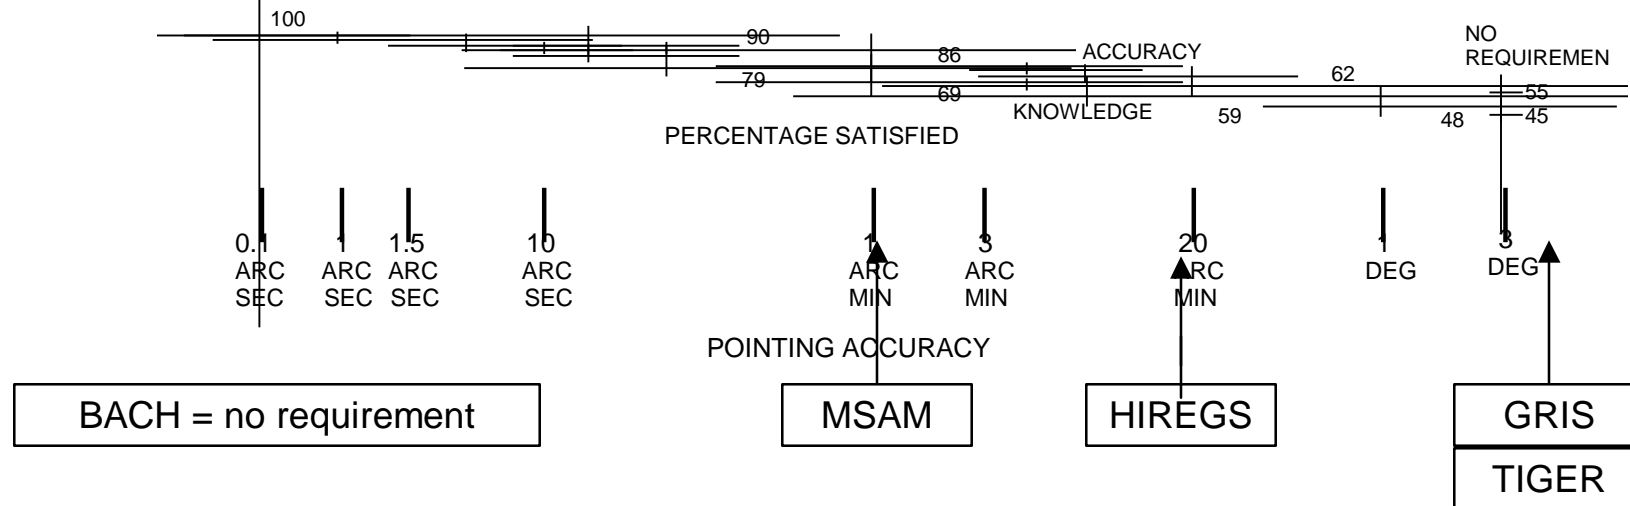 100
90
NO
REQUIREMEN
86
ACCURACY
79
62
69
55
KNOWLEDGE
59
48
45
PERCENTAGE SATISFIED
0.1
ARC
SEC
1
ARC
SEC
1.5
ARC
SEC
10
ARC
SEC
1
ARC
MIN
3
ARC
MIN
20
ARC
MIN
1
DEG
3
DEG
POINTING ACCURACY
BACH = no requirement
MSAM
HIREGS
GRIS
TIGER